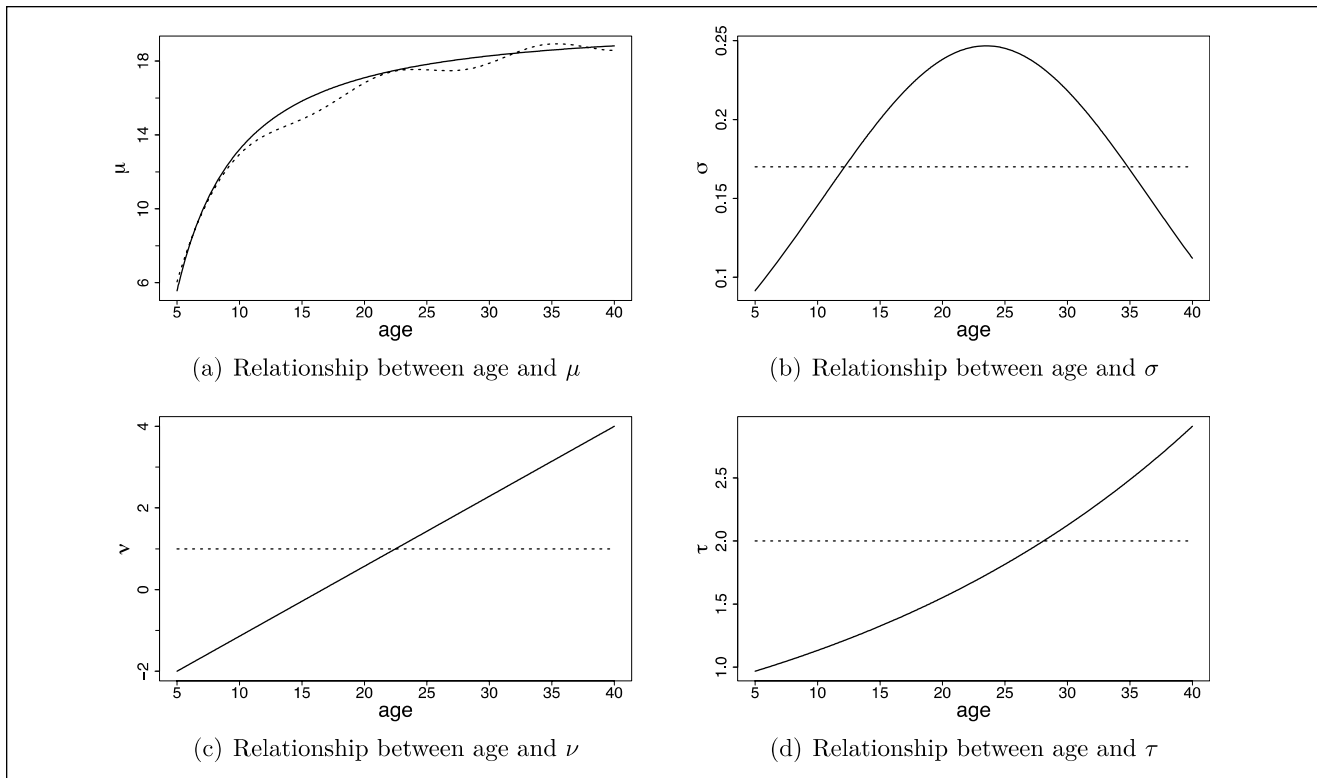 18
14
10
6
μ
5 10 15 20 25 30 35 40
age
(a) Relationship between age and μ
0.25
0.2
0.15
0.1
σ
5 10 15 20 25 30 35 40
age
(b) Relationship between age and σ
4
2
0
−2
ν
5 10 15 20 25 30 35 40
age
(c) Relationship between age and ν
2.5
2.0
1.5
1.0
τ
5 10 15 20 25 30 35 40
age
(d) Relationship between age and τ